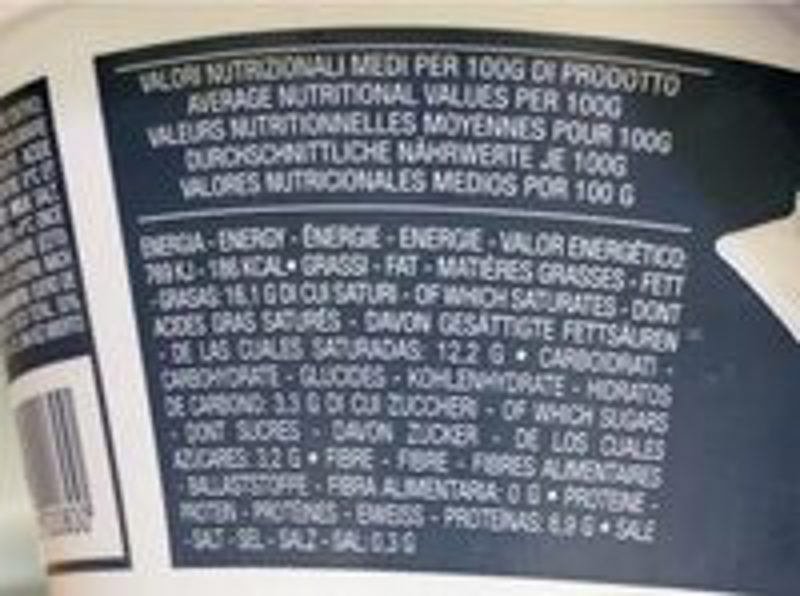 VALORI NUTRIZIONALI MEDI PER 100G DI PRODOTTO
AVERAGE NUTRITIONAL VALUES PER 100G
VALEURS NUTRITIONNELLES MOYENNES POUR 100G
DURCHSCHNITTLICHE NÄHRWERTE JE 100G
VALORES NUTRICIONALES MEDIOS POR 100 G
ENERGIA - ENERGY - ÉNERGIE - ENERGIE - VALOR ENERGÉTICO:
769 KJ - 186 KCAL • GRASSI - FAT - MATIÈRES GRASSES - FETT
- GRASAS: 16,1 G DI CUI SATURI - OF WHICH SATURATES - DONT
ACIDES GRAS SATURÉS - DAVON GESÄTTIGTE FETTSÄUREN
- DE LAS CUALES SATURADAS: 12,2 G • CARBOIDRATI -
CARBOHYDRATE - GLUCIDES - KOHLENHYDRATE - HIDRATOS
DE CARBONO: 3,3 G DI CUI ZUCCHERI - OF WHICH SUGARS
- DONT SUCRES - DAVON ZUCKER - DE LOS CUALES
AZÚCARES: 3,2 G • FIBRE - FIBRE - FIBRES ALIMENTAIRES
- BALLASTSTOFFE - FIBRA ALIMENTARIA: 0 G • PROTEINE -
PROTEIN - PROTÉINES - EIWEISS - PROTEÍNAS: 6,9 G • SALE
- SALT - SEL - SALZ - SAL: 0,3 G